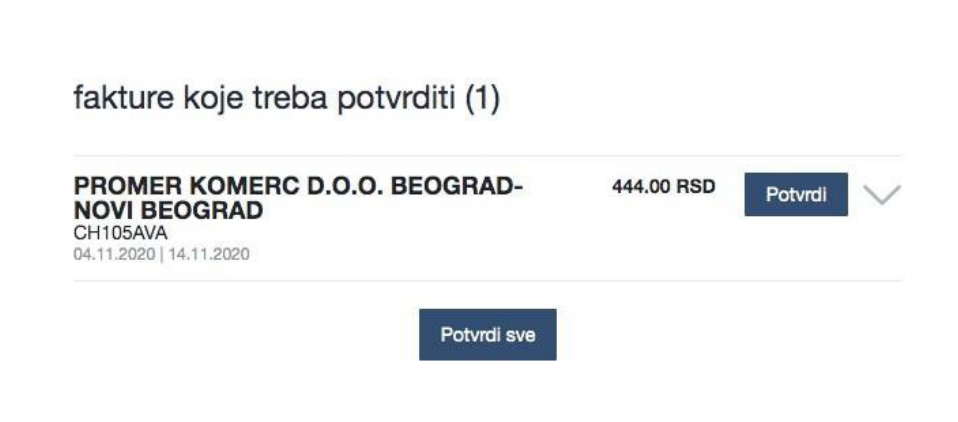 fakture koje treba potvrditi (1)
PROMER KOMERC D.O.O. BEOGRAD-
NOVI BEOGRAD
444.00 RSD
Potvrdi
CH105AVA
04.11.2020 | 14.11.2020
Potvrdi sve